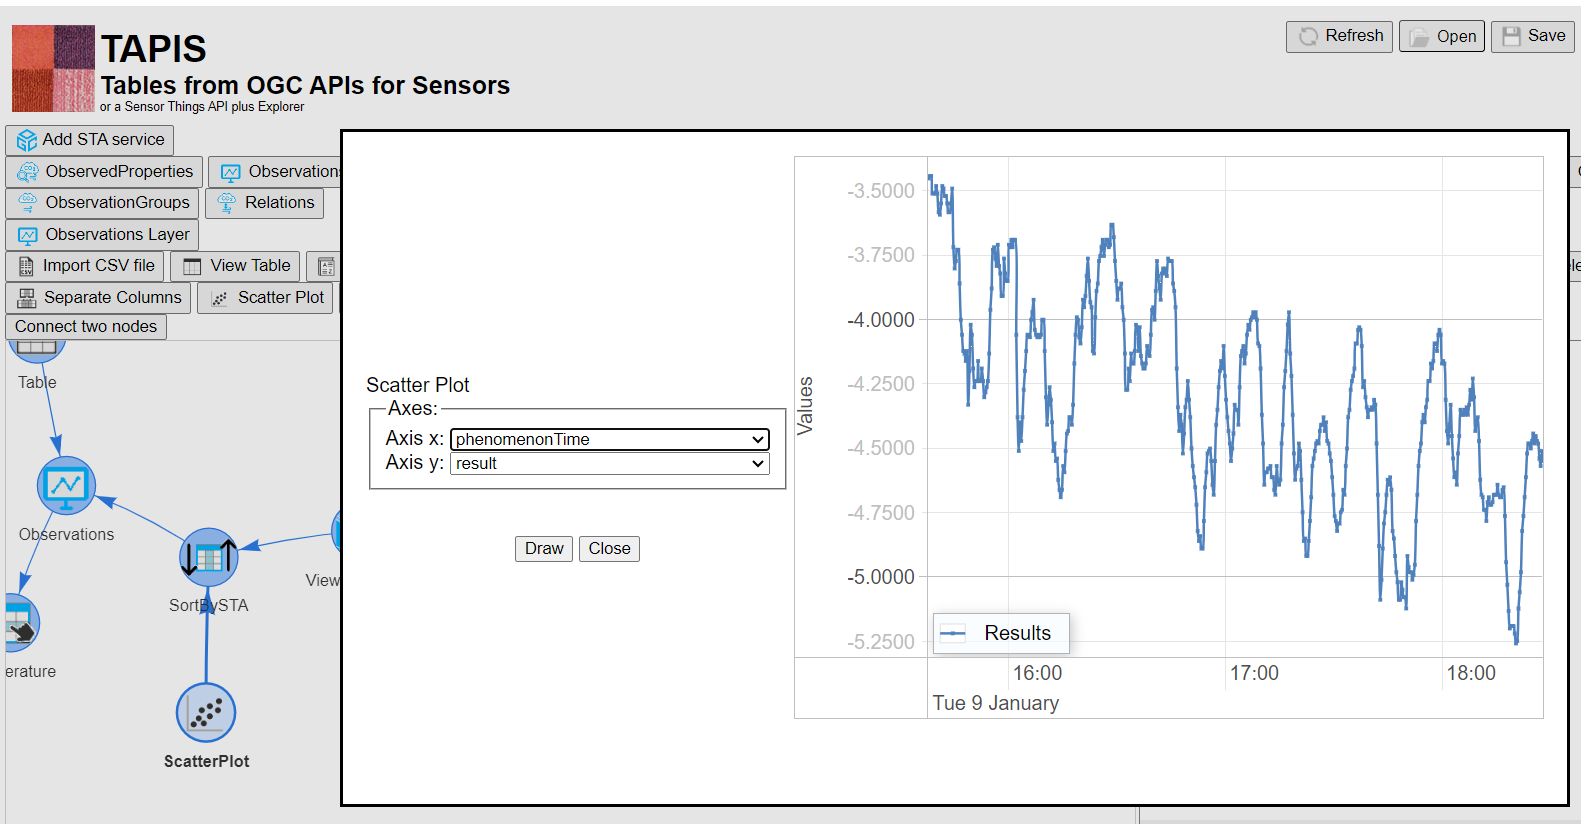 TAPIS
Tables from OGC APIs for Sensors
or a Sensor Things API plus Explorer
Refresh
Open
Save
Add STA service
ObservedProperties
Observations
ObservationGroups
Relations
Observations Layer
Import CSV file
View Table
Separate Columns
Scatter Plot
Connect two nodes
Table
Observations
SortBySTA
View
erature
ScatterPlot
Scatter Plot
Axes:
Axis x: phenomenonTime
Axis y: result
Draw
Close
Values
-3.5000
-3.7500
-4.0000
-4.2500
-4.5000
-4.7500
-5.0000
-5.2500
Results
16:00
17:00
18:00
Tue 9 January